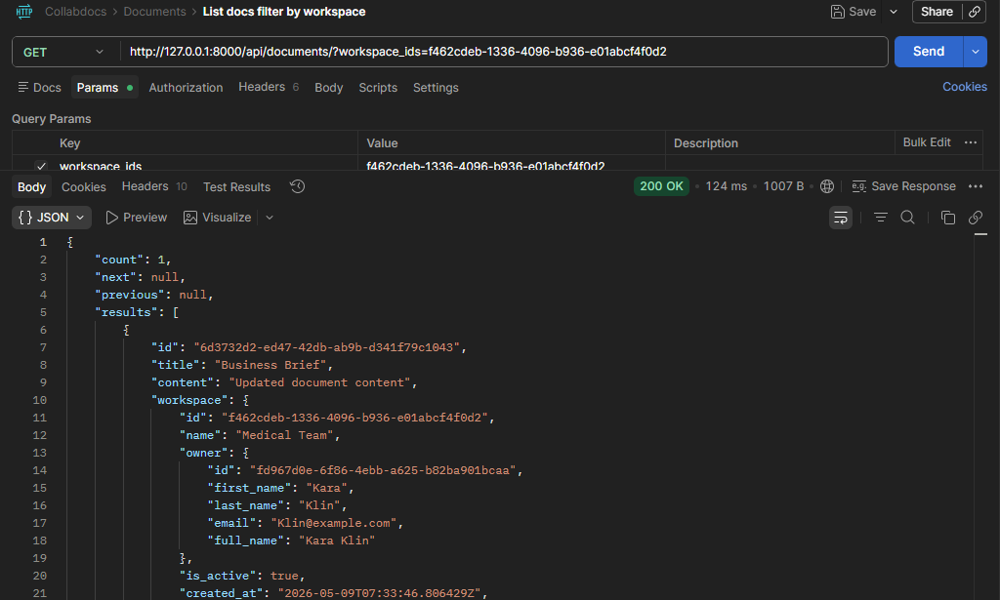 HTTP Collabdocs > Documents > List docs filter by workspace Save Share
GET http://127.0.0.1:8000/api/documents/?workspace_ids=f462cdeb-1336-4096-b936-e01abcf4f0d2 Send
Docs Params Authorization Headers 6 Body Scripts Settings Cookies
Query Params
Key Value Description Bulk Edit
workspace_ids f462cdeb-1336-4096-b936-e01abcf4f0d2
Body Cookies Headers 10 Test Results 200 OK • 124 ms • 1007 B • e.g. Save Response
{} JSON Preview Visualize
1 {
2 "count": 1,
3 "next": null,
4 "previous": null,
5 "results": [
6 {
7 "id": "6d3732d2-ed47-42db-ab9b-d341f79c1043",
8 "title": "Business Brief",
9 "content": "Updated document content",
10 "workspace": {
11 "id": "f462cdeb-1336-4096-b936-e01abcf4f0d2",
12 "name": "Medical Team",
13 "owner": {
14 "id": "fd967d0e-6f86-4ebb-a625-b82ba901bcaa",
15 "first_name": "Kara",
16 "last_name": "Klin",
17 "email": "Klin@example.com",
18 "full_name": "Kara Klin"
19 },
20 "is_active": true,
21 "created_at": "2026-05-09T07:33:46.806429Z",